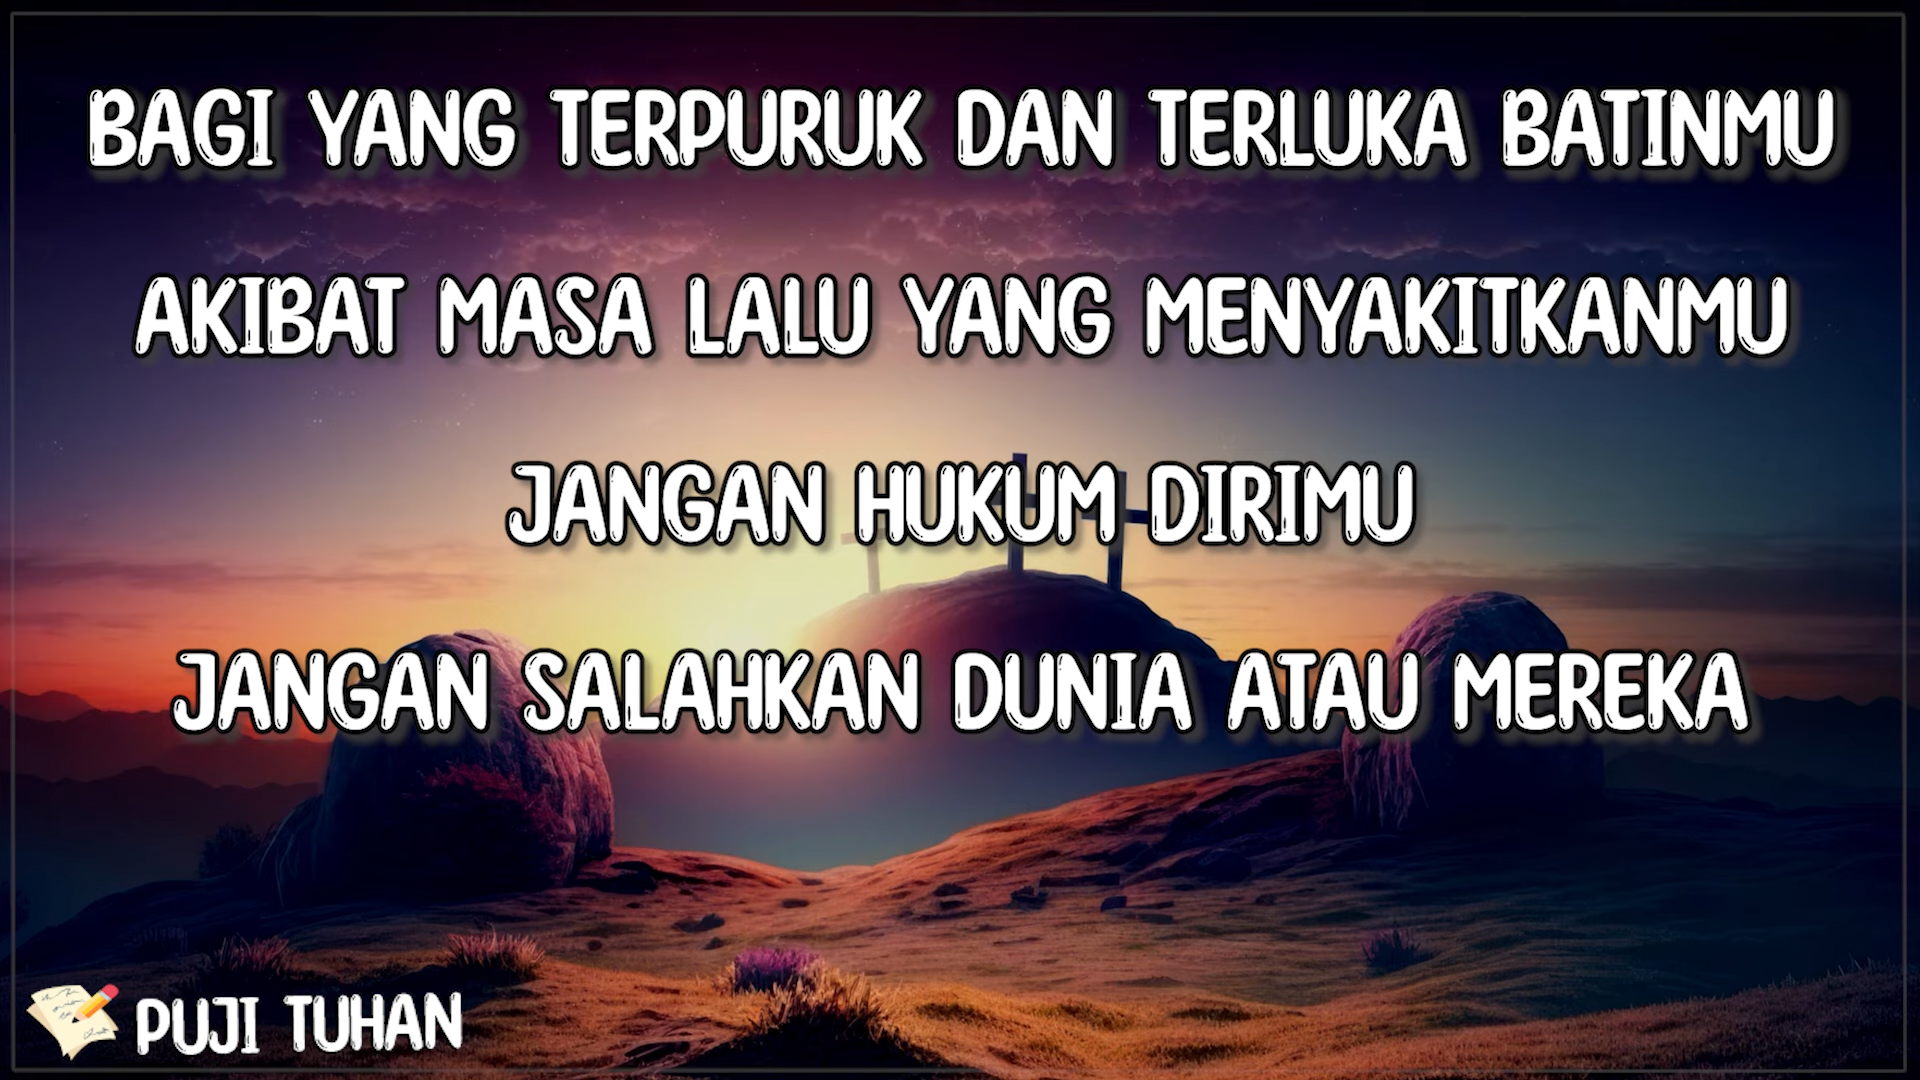 BAGI YANG TERPURUK DAN TERLUKA BATINMU
AKIBAT MASA LALU YANG MENYAKITKANMU
JANGAN HUKUM DIRIMU
JANGAN SALAHKAN DUNIA ATAU MEREKA
PUJI TUHAN